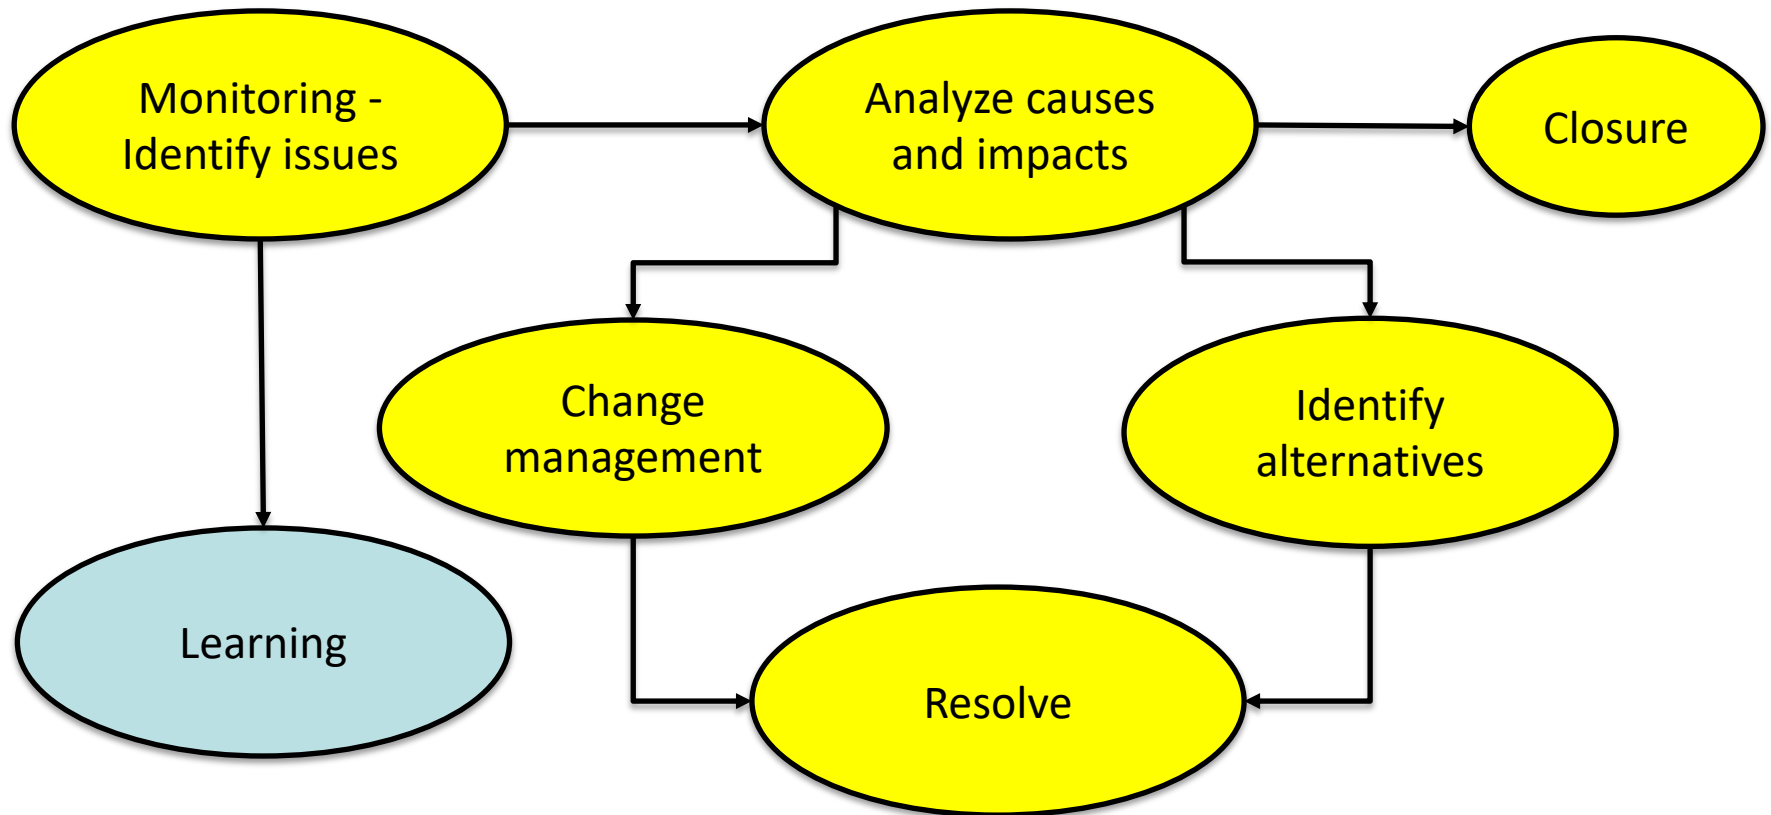 Monitoring -
Identify issues
Analyze causes
and impacts
Closure
Change
management
Identify
alternatives
Learning
Resolve